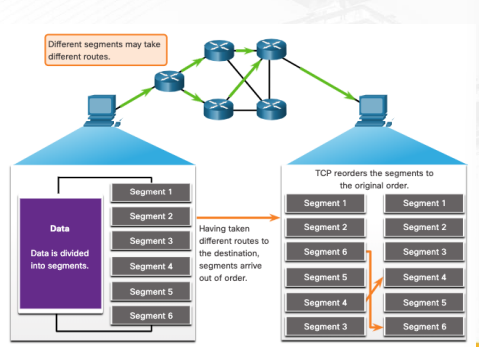 Different segments may take
different routes.
TCP reorders the segments to
the original order.
Data
Data is divided
into segments.
Segment 1
Segment 2
Segment 3
Segment 4
Segment 5
Segment 6
Having taken
different routes to
the destination,
segments arrive
out of order.
Segment 1
Segment 2
Segment 6
Segment 5
Segment 4
Segment 3
Segment 1
Segment 2
Segment 3
Segment 4
Segment 5
Segment 6